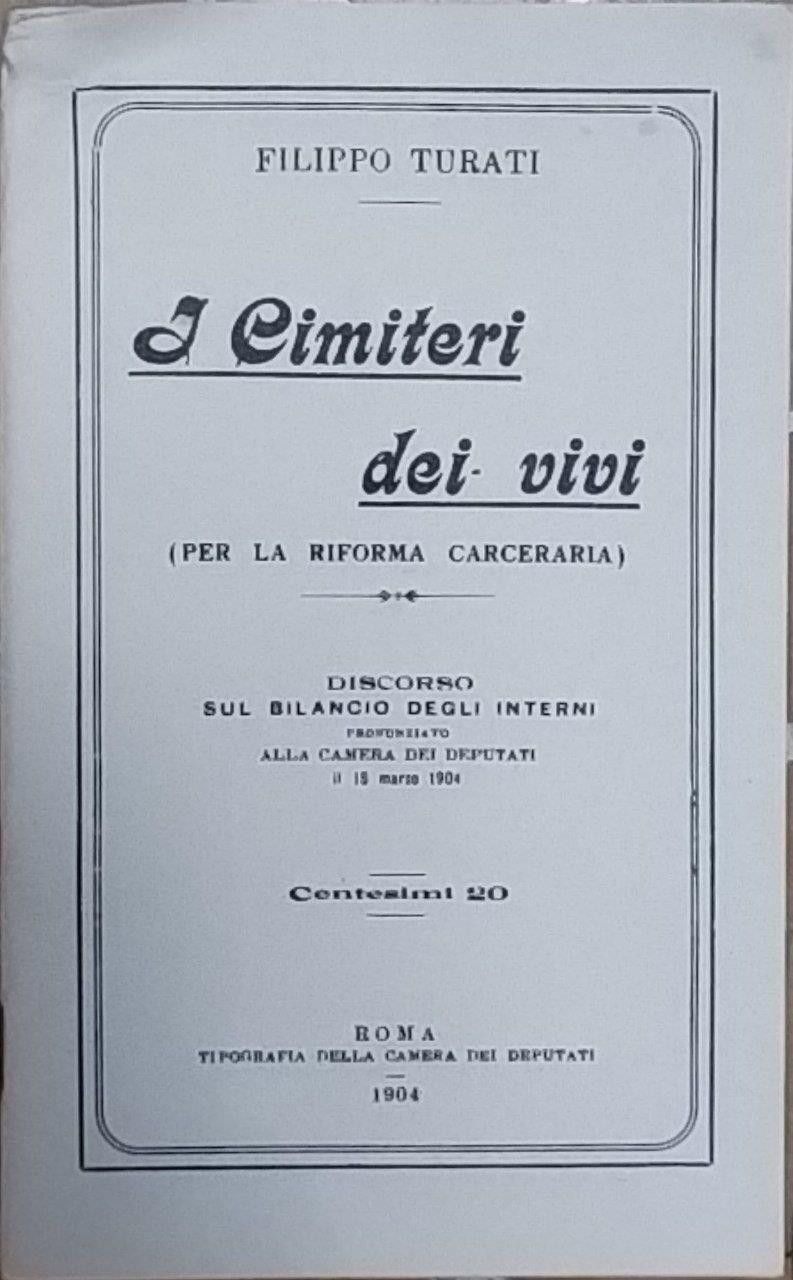 FILIPPO TURATI
I Cimiteri
dei vivi
(PER LA RIFORMA CARCERARIA)
DISCORSO
SUL BILANCIO DEGLI INTERNI
PRONUNZIATO
ALLA CAMERA DEI DEPUTATI
il marzo 1904
Centesimi 20
ROMA
TIPOGRAFIA DELLA CAMERA DEI DEPUTATI
1904